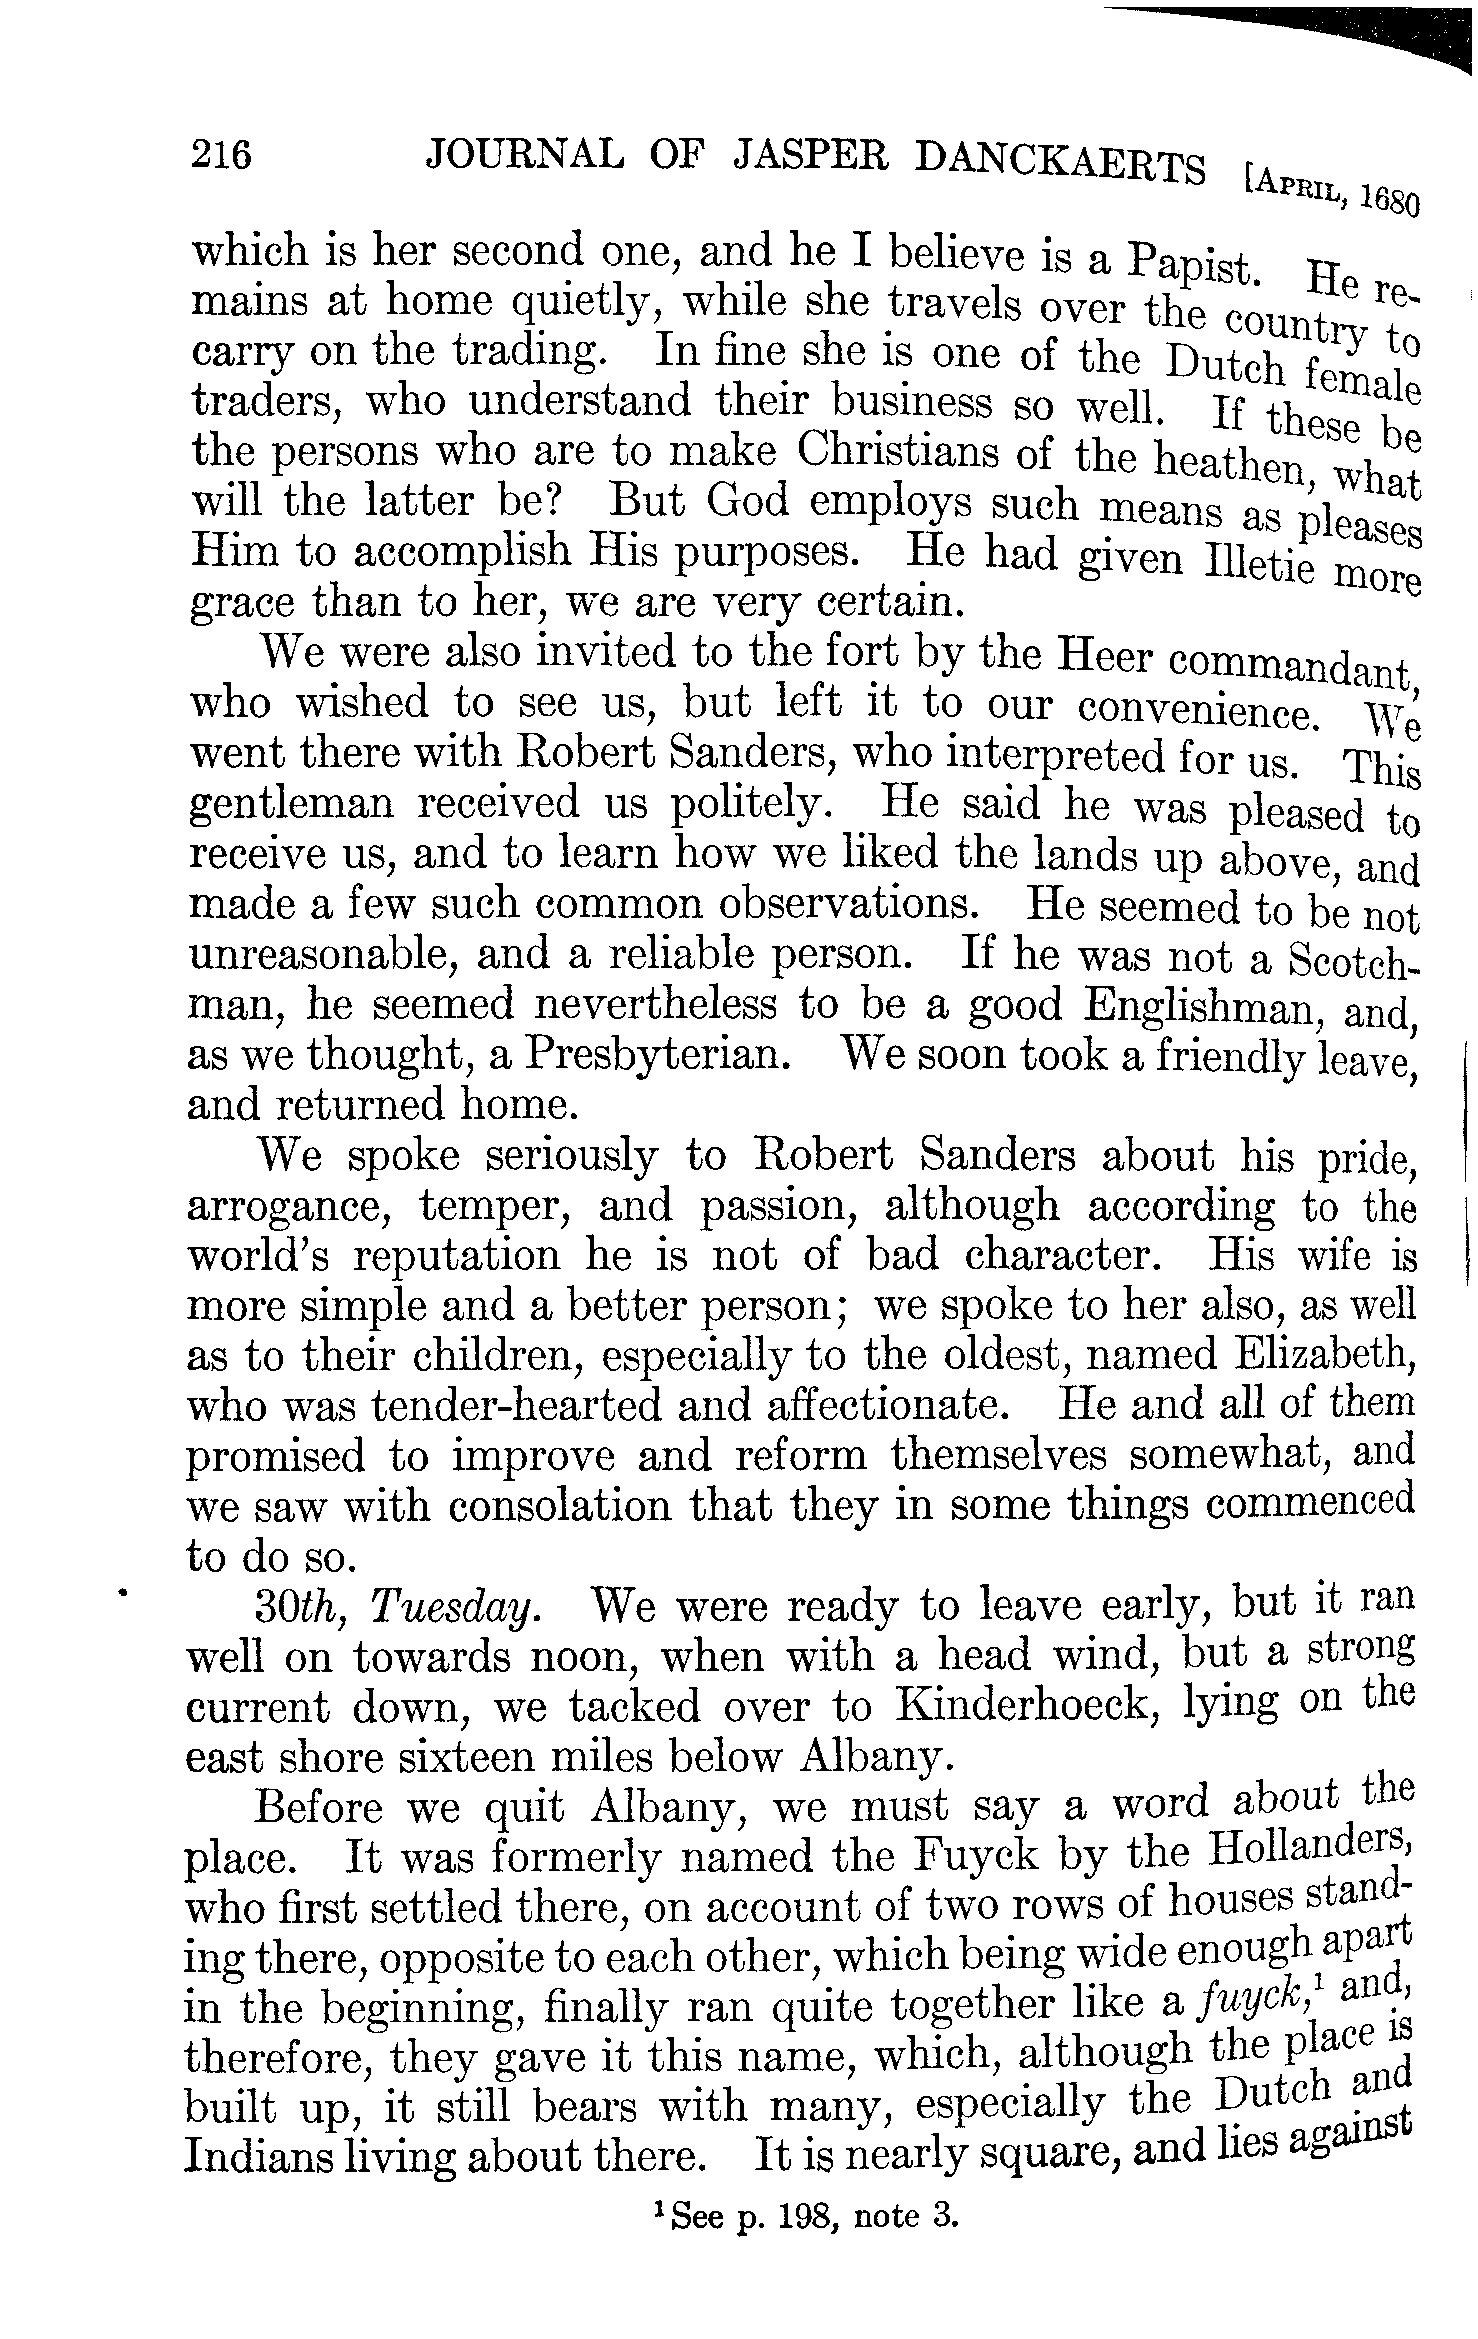 216 JOURNAL OF JASPER DANCKAERTS [APRIL, 1680
which is her second one, and he I believe is a Papist. He re-
mains at home quietly, while she travels over the country to
carry on the trading. In fine she is one of the Dutch female
traders, who understand their business so well. If these be
the persons who are to make Christians of the heathen, what
will the latter be? But God employs such means as pleases
Him to accomplish His purposes. He had given Illetie more
grace than to her, we are very certain.
We were also invited to the fort by the Heer commandant,
who wished to see us, but left it to our convenience. We
went there with Robert Sanders, who interpreted for us. This
gentleman received us politely. He said he was pleased to
receive us, and to learn how we liked the lands up above, and
made a few such common observations. He seemed to be not
unreasonable, and a reliable person. If he was not a Scotch-
man, he seemed nevertheless to be a good Englishman, and,
as we thought, a Presbyterian. We soon took a friendly leave,
and returned home.
We spoke seriously to Robert Sanders about his pride,
arrogance, temper, and passion, although according to the
world's reputation he is not of bad character. His wife is
more simple and a better person; we spoke to her also, as well
as to their children, especially to the oldest, named Elizabeth,
who was tender-hearted and affectionate. He and all of them
promised to improve and reform themselves somewhat, and
we saw with consolation that they in some things commenced
to do so.
30th, Tuesday. We were ready to leave early, but it ran
well on towards noon, when with a head wind, but a strong
current down, we tacked over to Kinderhoeck, lying on the
east shore sixteen miles below Albany.
Before we quit Albany, we must say a word about the
place. It was formerly named the Fuyck by the Hollanders,
who first settled there, on account of two rows of houses stand-
ing there, opposite to each other, which being wide enough apart
in the beginning, finally ran quite together like a fuyck,¹ and,
therefore, they gave it this name, which, although the place is
built up, it still bears with many, especially the Dutch and
Indians living about there. It is nearly square, and lies against
¹ See p. 198, note 3.